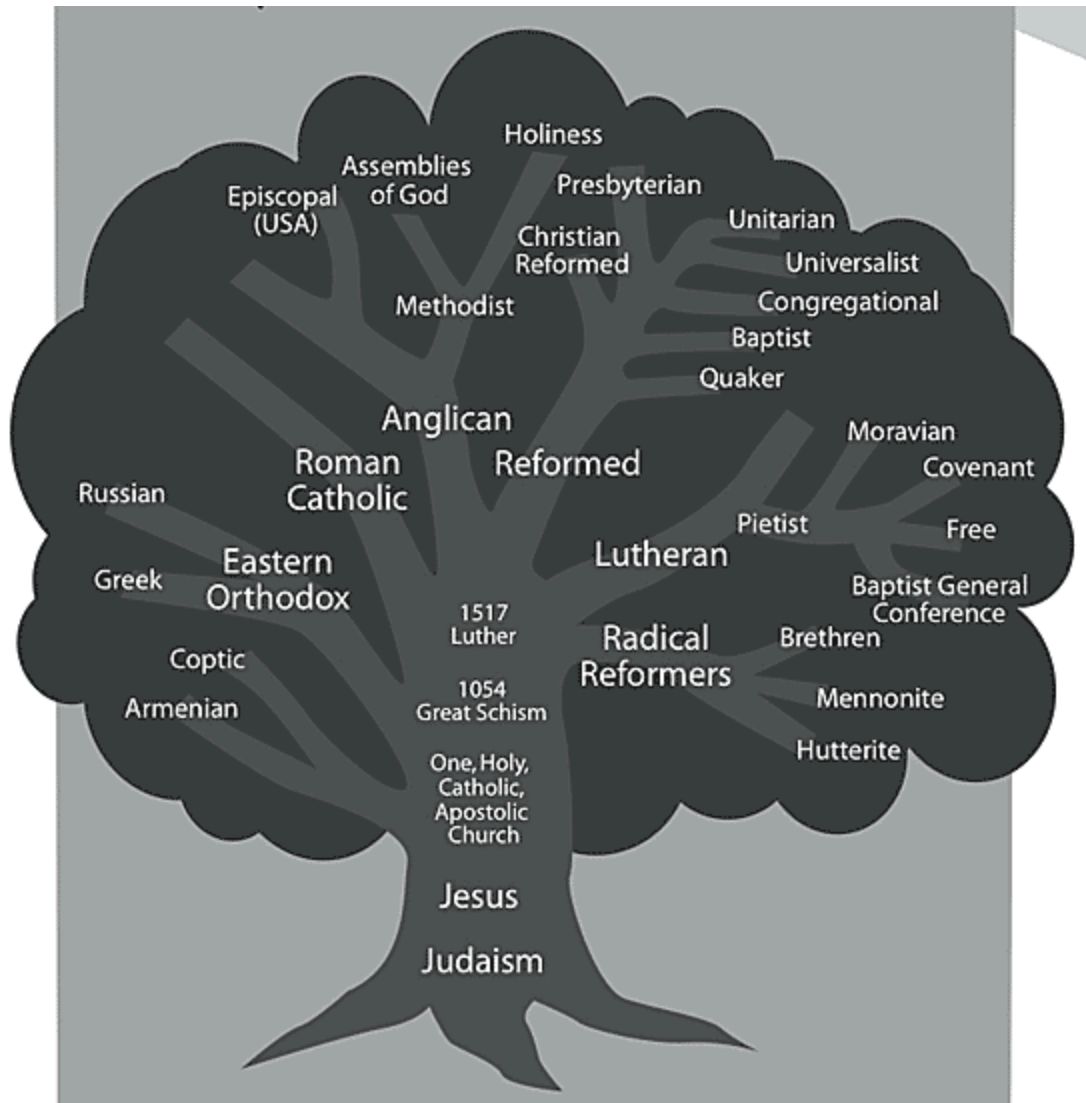 Holiness
Assemblies
of God
Presbyterian
Episcopal
(USA)
Unitarian
Christian
Reformed
Universalist
Methodist
Congregational
Baptist
Quaker
Anglican
Moravian
Roman
Catholic
Reformed
Covenant
Russian
Pietist
Free
Eastern
Orthodox
Lutheran
Greek
Baptist General
Conference
1517
Luther
Radical
Reformers
Brethren
Coptic
1054
Great Schism
Mennonite
Armenian
Hutterite
One, Holy,
Catholic,
Apostolic
Church
Jesus
Judaism